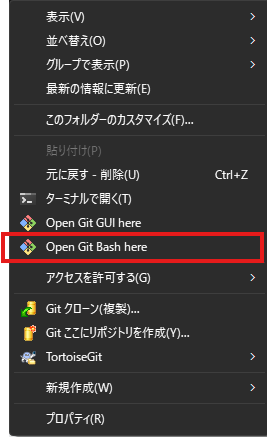 表示(V)
並べ替え(O)
グループで表示(P)
最新の情報に更新(E)
このフォルダーのカスタマイズ(F)...
貼り付け(P)
元に戻す - 削除(U) Ctrl+Z
ターミナルで開く(T)
Open Git GUI here
Open Git Bash here
アクセスを許可する(G)
Git クローン(複製)...
Git ここにリポジトリを作成(Y)...
TortoiseGit
新規作成(W)
プロパティ(R)